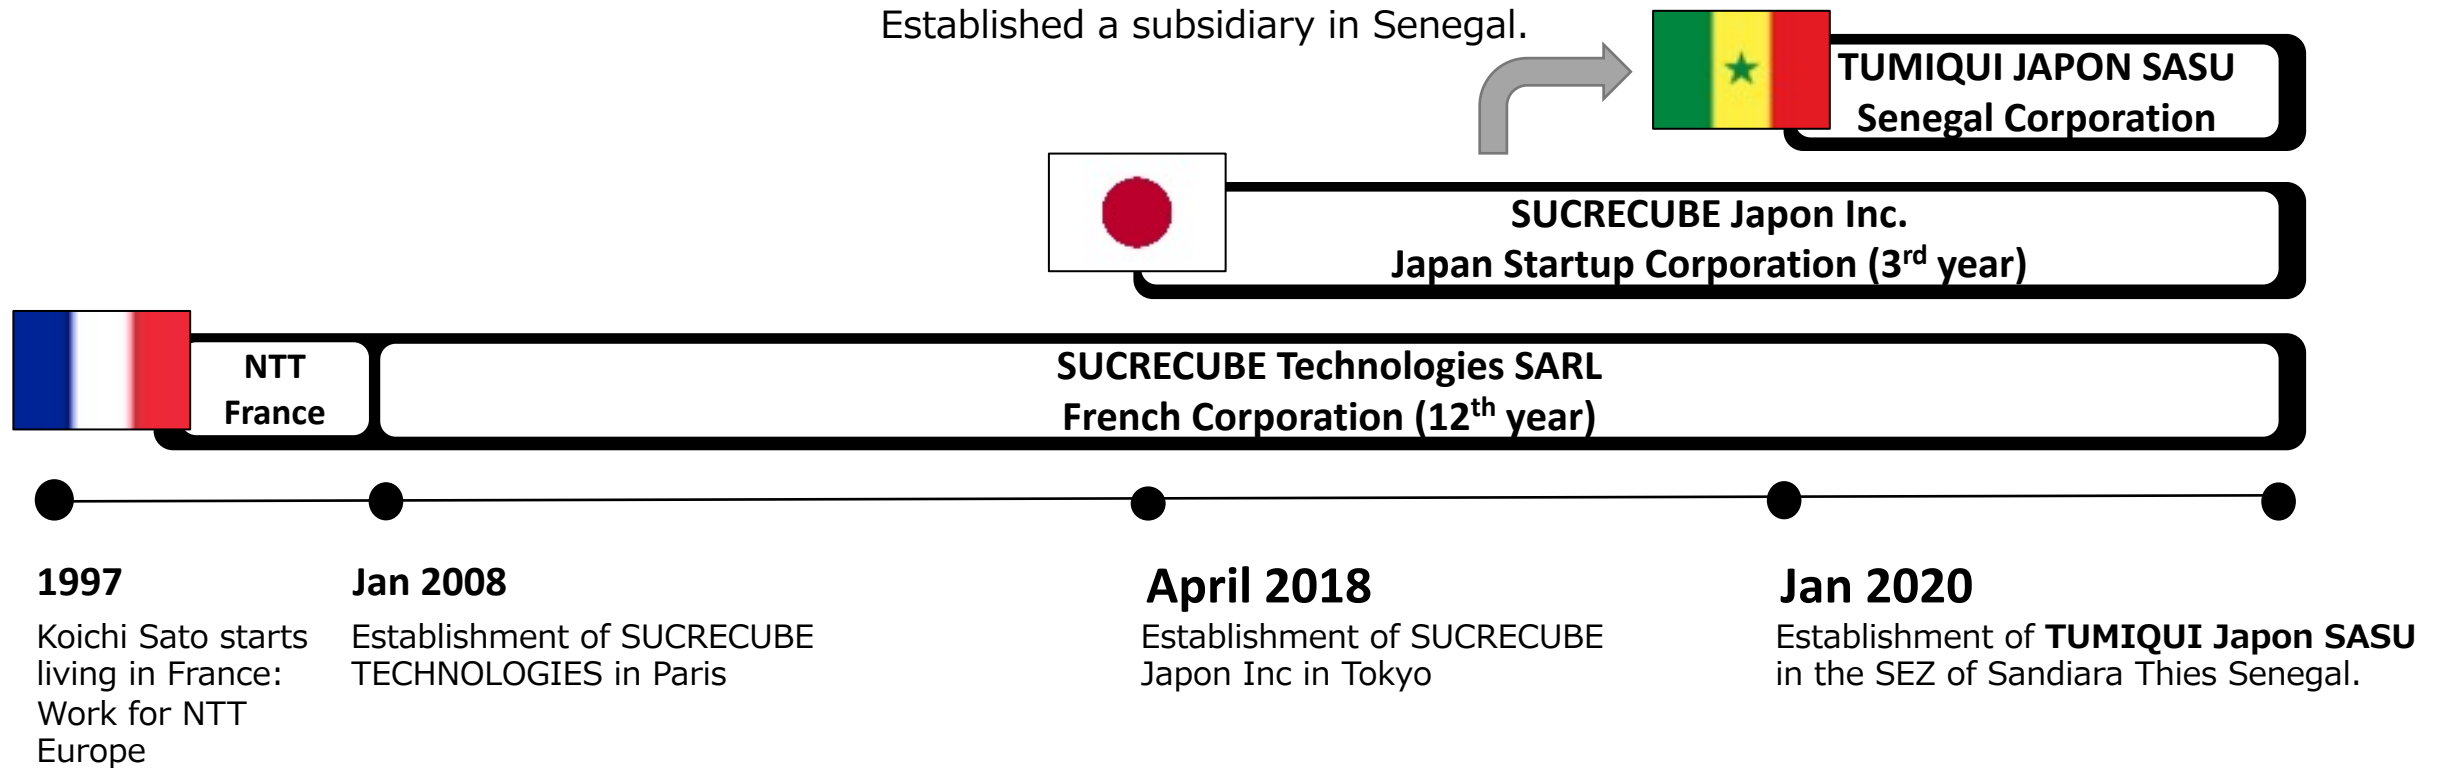 Established a subsidiary in Senegal.
TUMIQUI JAPON SASU
Senegal Corporation
SUCRECUBE Japon Inc.
Japan Startup Corporation (3rd year)
NTT
France
SUCRECUBE Technologies SARL
French Corporation (12th year)
1997
Koichi Sato starts
living in France:
Work for NTT
Europe
Jan 2008
Establishment of SUCRECUBE
TECHNOLOGIES in Paris
April 2018
Establishment of SUCRECUBE
Japon Inc in Tokyo
Jan 2020
Establishment of TUMIQUI Japon SASU
in the SEZ of Sandiara Thies Senegal.